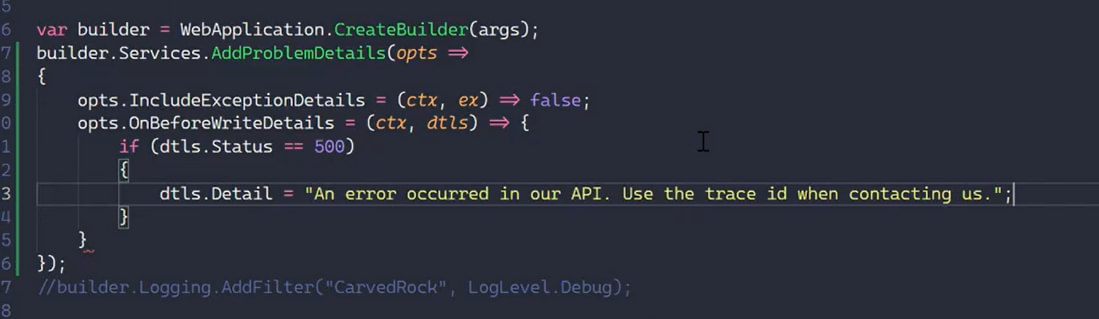 5
6 var builder = WebApplication.CreateBuilder(args);
7 builder.Services.AddProblemDetails(opts =>
8 {
9 opts.IncludeExceptionDetails = (ctx, ex) => false;
0 opts.OnBeforeWriteDetails = (ctx, dtls) => {
1 if (dtls.Status == 500)
2 {
3 dtls.Detail = "An error occurred in our API. Use the trace id when contacting us.";
4 }
5 }
6 });
7 //builder.Logging.AddFilter("CarvedRock", LogLevel.Debug);
8